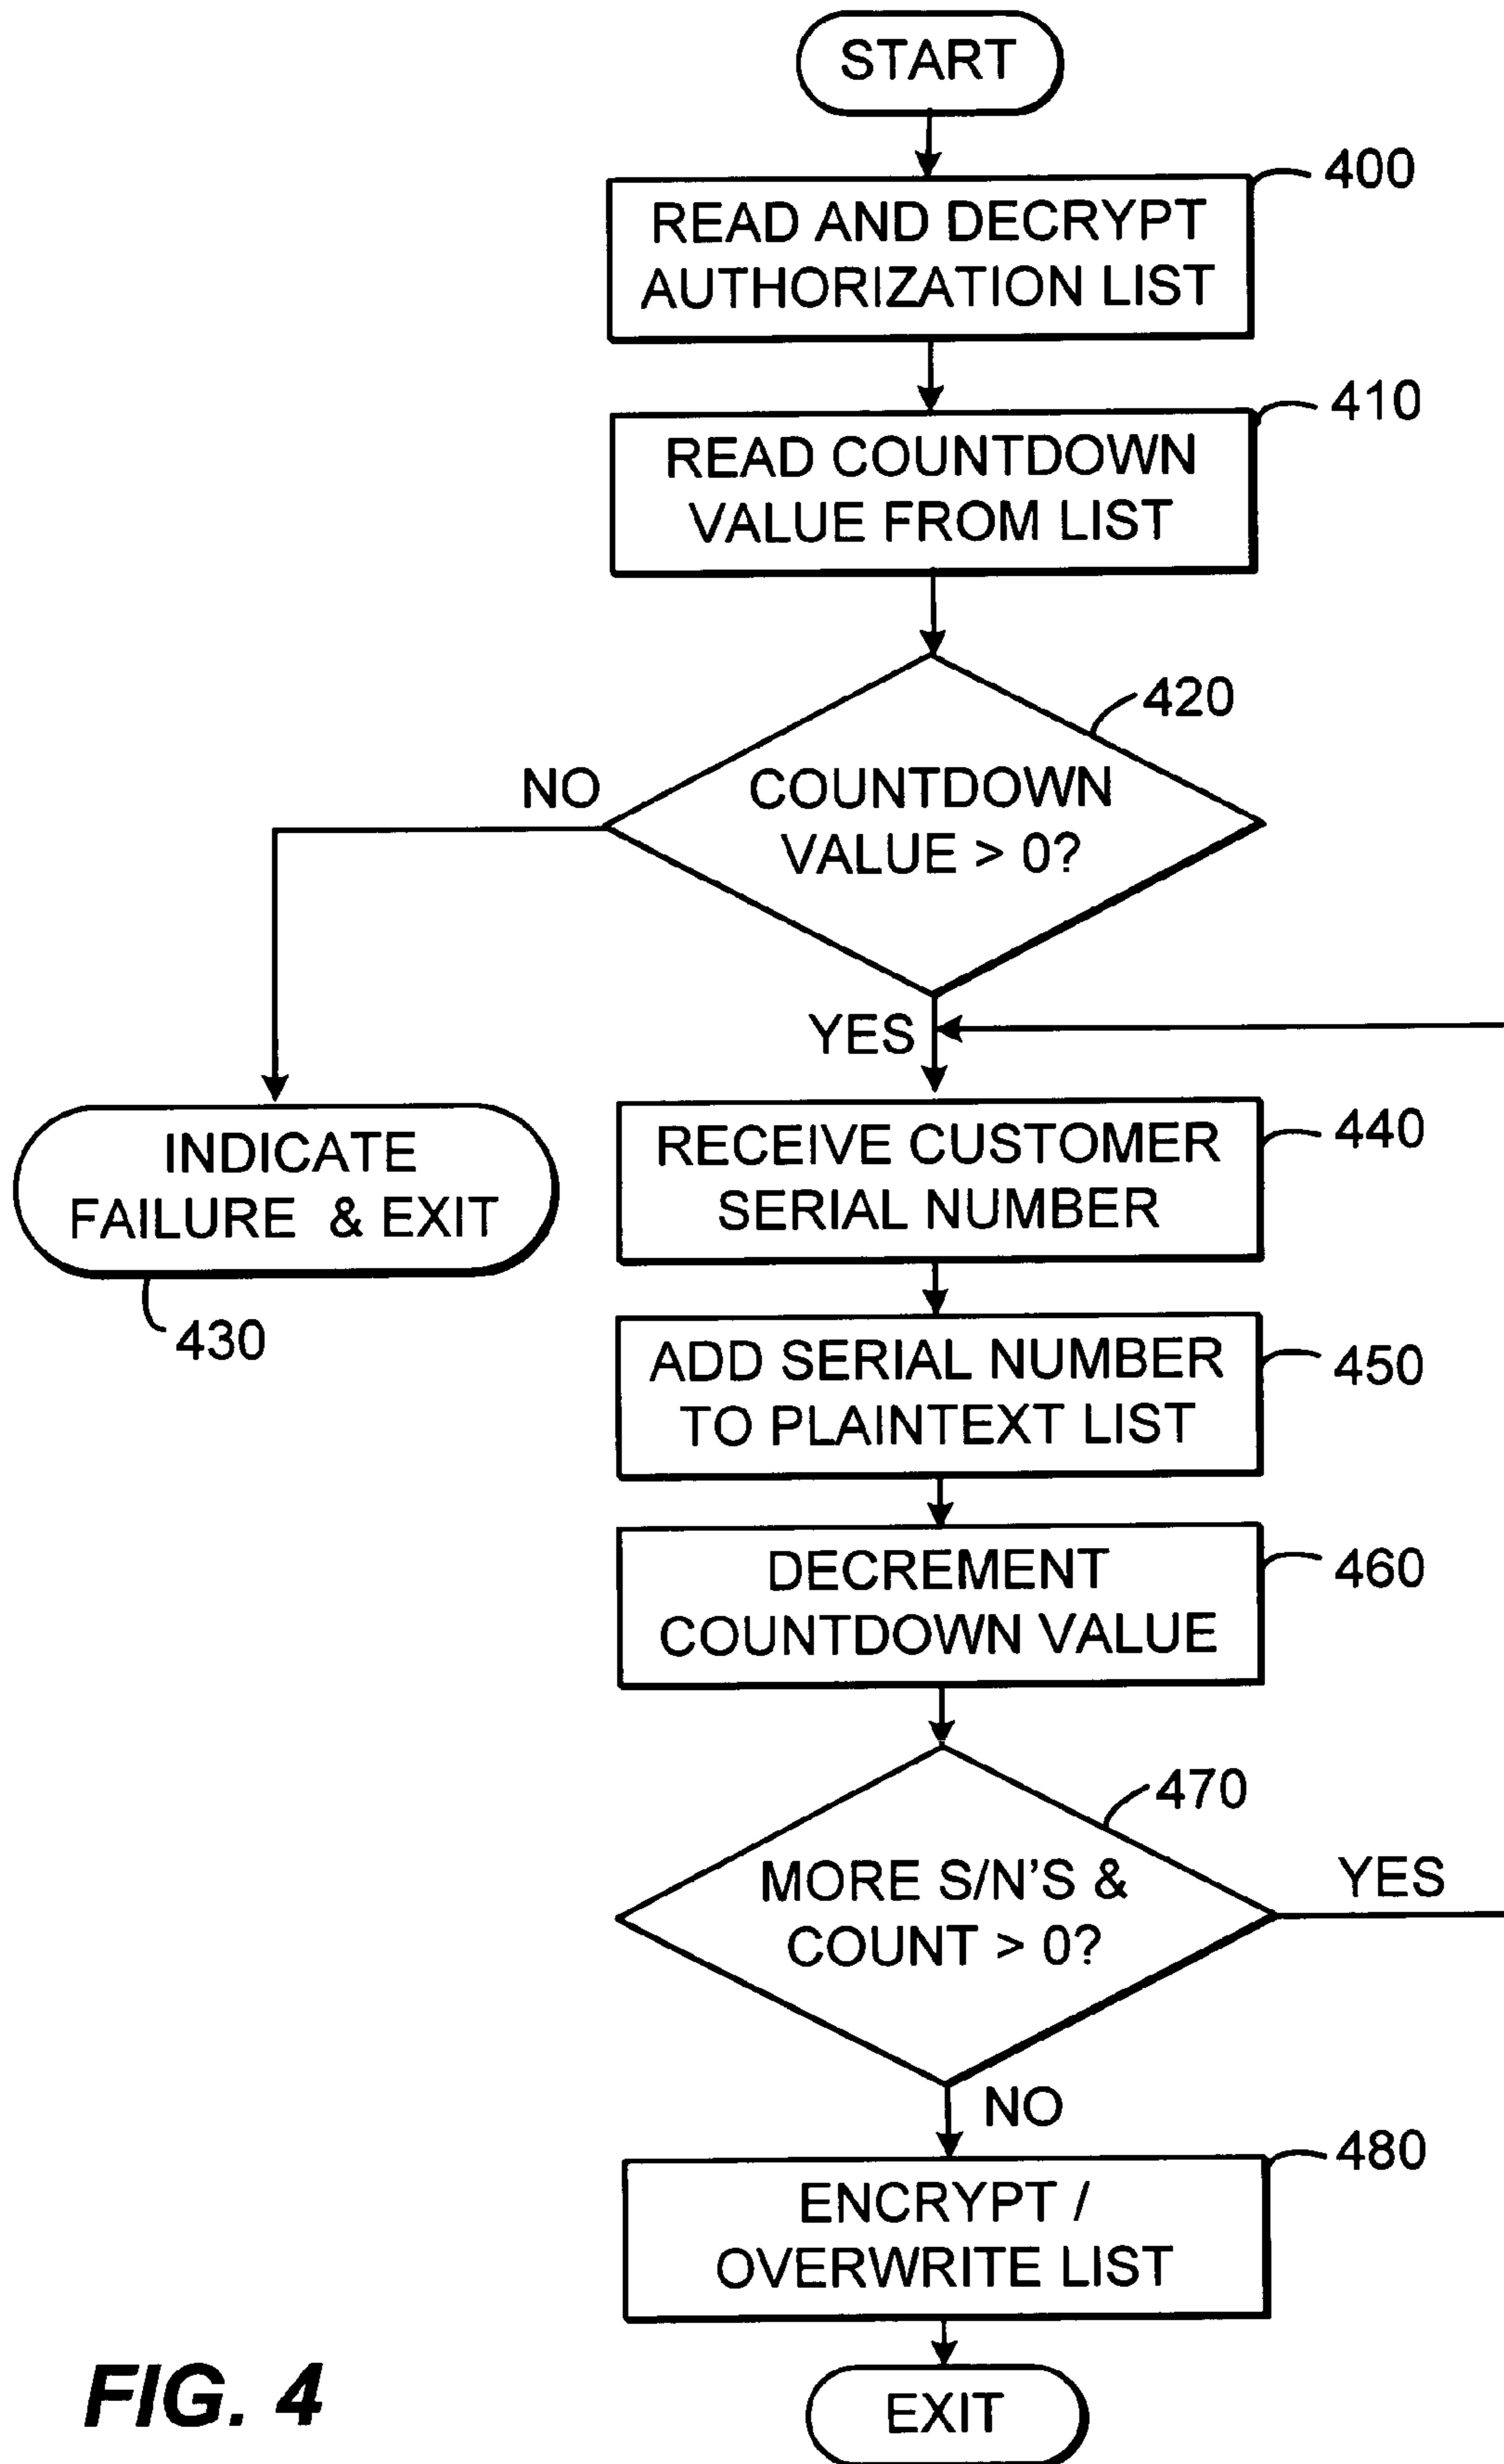 START
400
READ AND DECRYPT
AUTHORIZATION LIST
410
READ COUNTDOWN
VALUE FROM LIST
420
COUNTDOWN
VALUE > 0?
NO
YES
INDICATE
FAILURE & EXIT
430
RECEIVE CUSTOMER
SERIAL NUMBER
440
ADD SERIAL NUMBER
TO PLAINTEXT LIST
450
DECREMENT
COUNTDOWN VALUE
460
470
MORE S/N'S &
COUNT > 0?
YES
NO
480
ENCRYPT /
OVERWRITE LIST
EXIT
FIG. 4